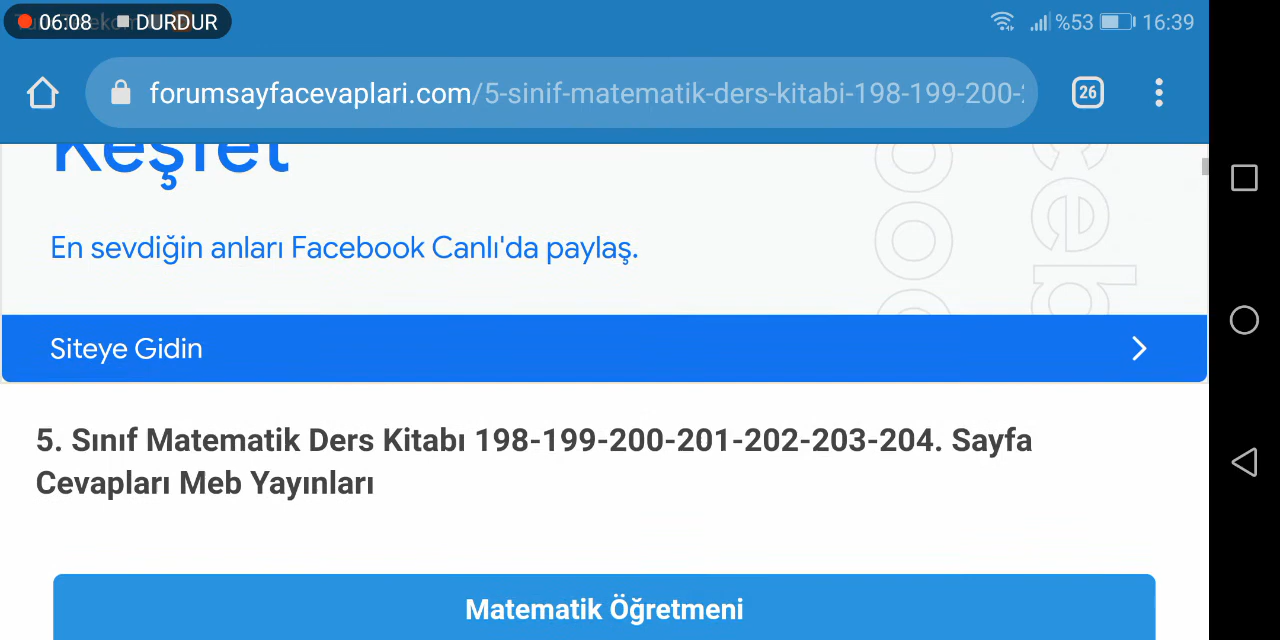 06:08 DURDUR
%53 16:39
forumsayfacevaplari.com/5-sinif-matematik-ders-kitabi-198-199-200-
26
Keşfet
En sevdiğin anları Facebook Canlı'da paylaş.
Siteye Gidin
5. Sınıf Matematik Ders Kitabı 198-199-200-201-202-203-204. Sayfa
Cevapları Meb Yayınları
Matematik Öğretmeni